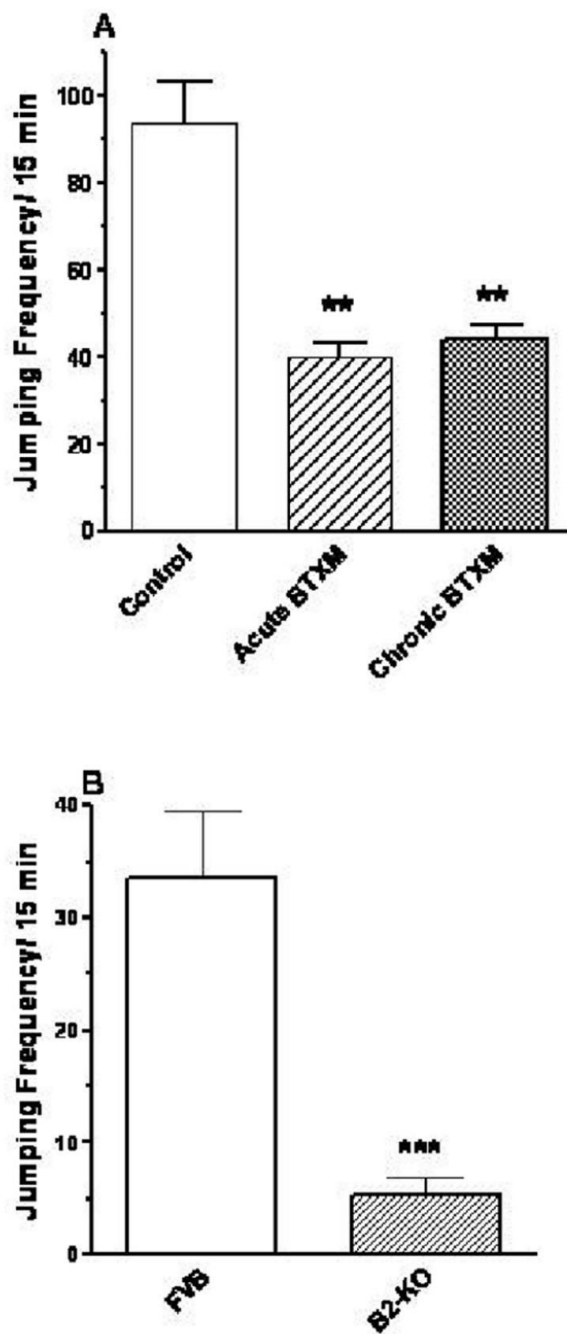 A
Jumping Frequency/ 15 min
100
80
60
40
20
0
**
**
Control
Acute BTXM
Chronic BTXM
B
Jumping Frequency/ 15 min
40
30
20
10
0
***
FVB
B2-KO